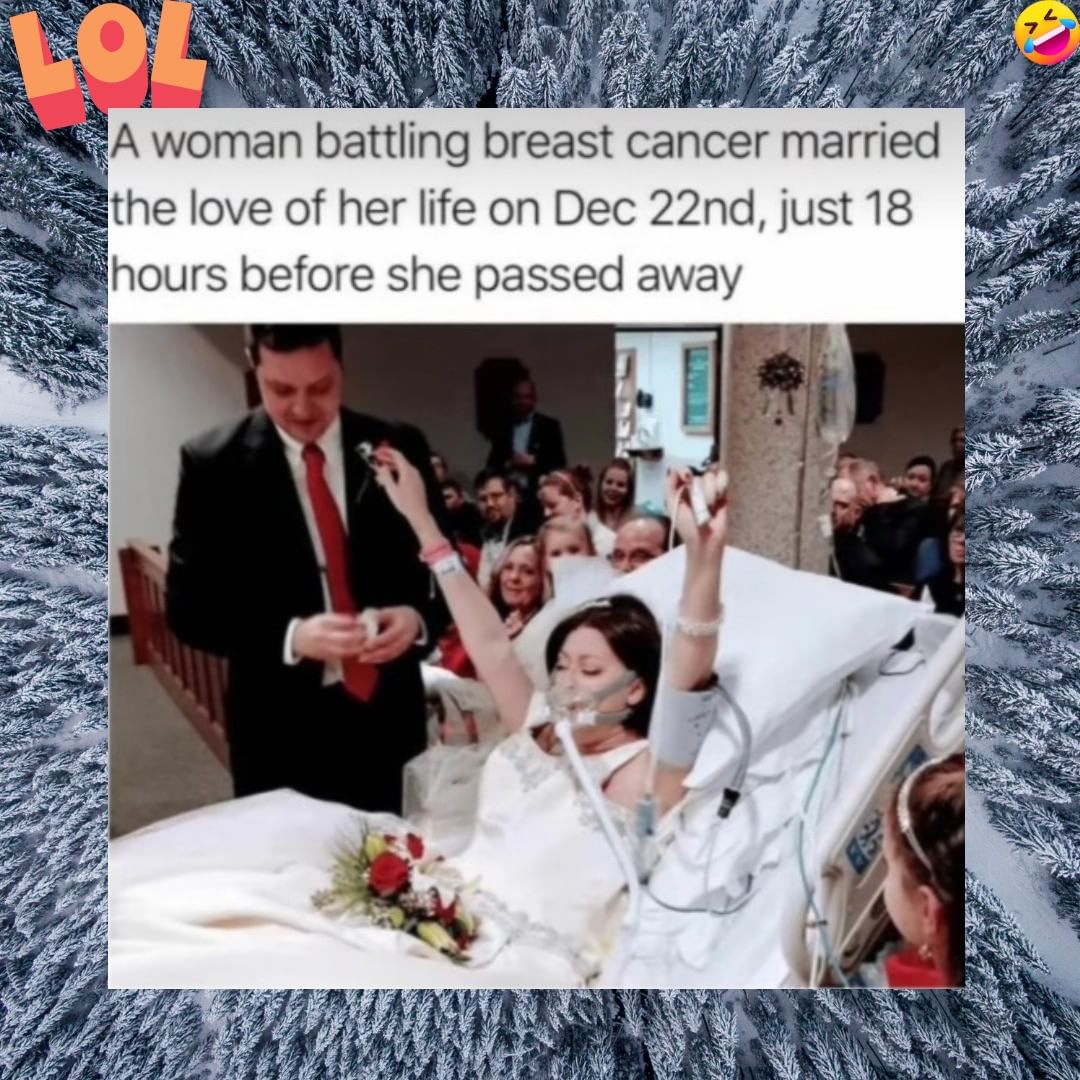 LOL
A woman battling breast cancer married
the love of her life on Dec 22nd, just 18
hours before she passed away